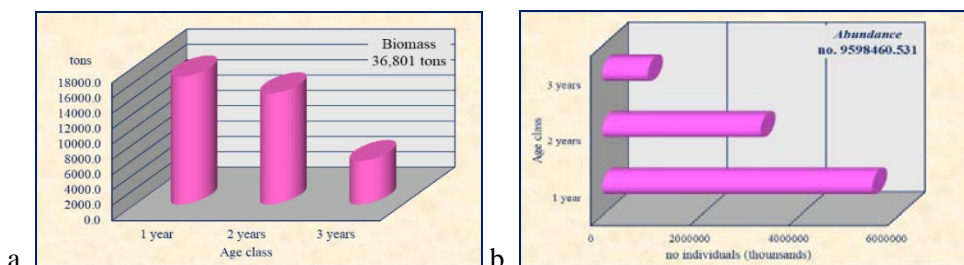 Biomass
36,801 tons
tons
18000.0
16000.0
14000.0
12000.0
10000.0
8000.0
6000.0
4000.0
2000.0
0.0
1 year 2 years 3 years
Age class
a
Abundance
no. 9598460.531
Age class
3 years
2 years
1 year
0 2000000 4000000 6000000
no individuals (thounsands)
b